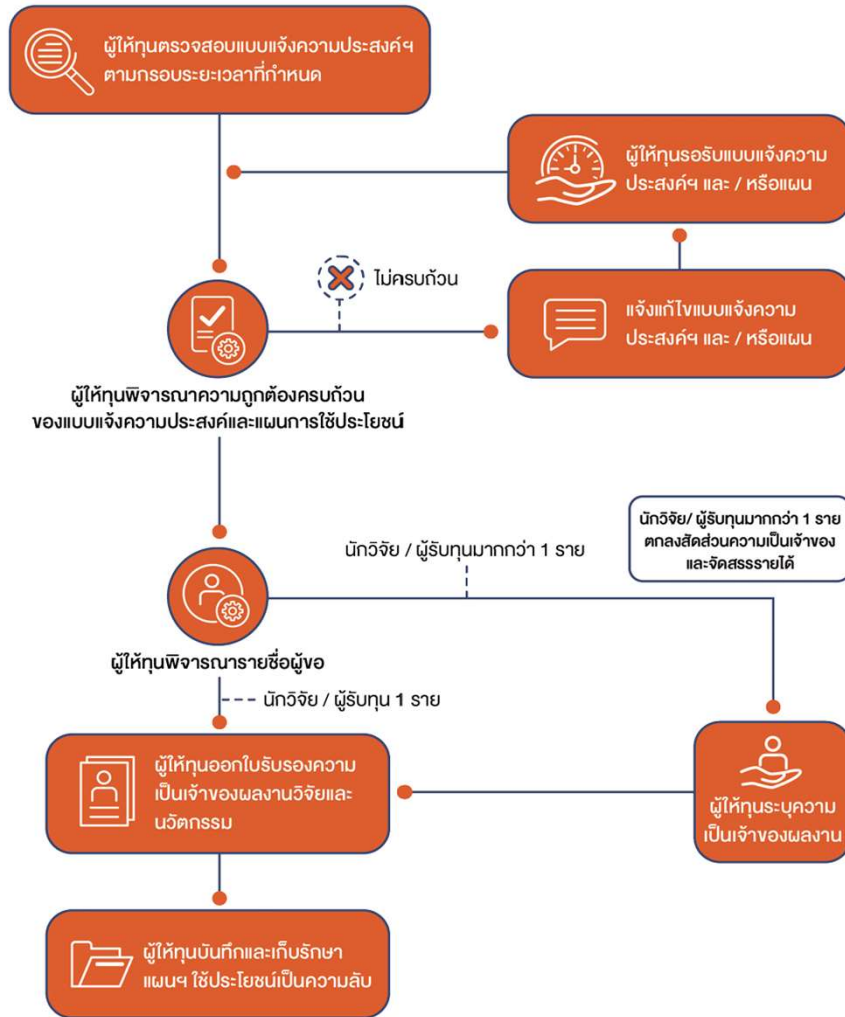 ผู้ให้ทุนตรวจสอบแบบแจ้งความประสงค์ฯ
ตามกรอบระยะเวลาที่กำหนด
ผู้ให้ทุนรอรับแบบแจ้งความ
ประสงค์ฯ และ / หรือแผน
ไม่ครบถ้วน
แจ้งแก้ไขแบบแจ้งความ
ประสงค์ฯ และ / หรือแผน
ผู้ให้ทุนพิจารณาความถูกต้องครบถ้วน
ของแบบแจ้งความประสงค์และแผนการใช้ประโยชน์
นักวิจัย/ ผู้รับทุนมากกว่า 1 ราย
ตกลงสัดส่วนความเป็นเจ้าของ
และจัดสรรรายได้
นักวิจัย / ผู้รับทุนมากกว่า 1 ราย
ผู้ให้ทุนพิจารณารายชื่อผู้ขอ
นักวิจัย / ผู้รับทุน 1 ราย
ผู้ให้ทุนออกใบรับรองความ
เป็นเจ้าของผลงานวิจัยและ
นวัตกรรม
ผู้ให้ทุนระบุความ
เป็นเจ้าของผลงาน
ผู้ให้ทุนบันทึกและเก็บรักษา
แผนฯ ใช้ประโยชน์เป็นความลับ